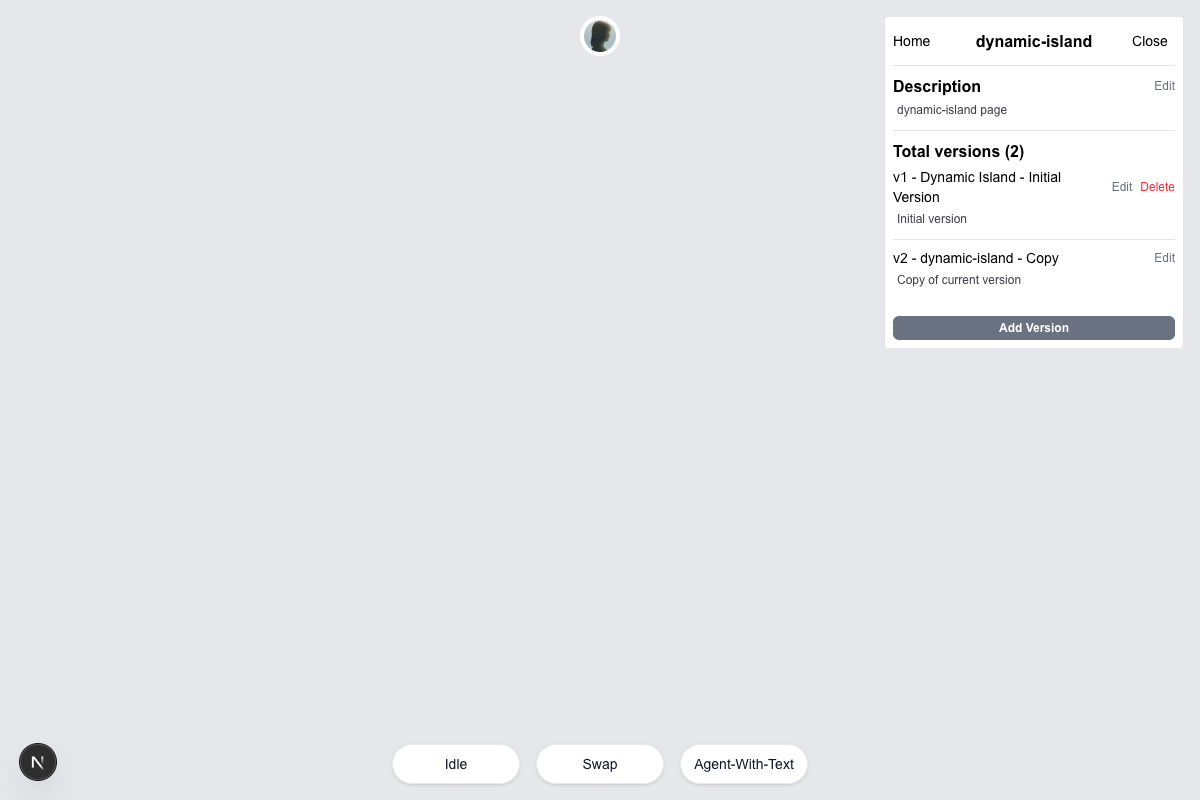 Home
dynamic-island
Close
Description
Edit
dynamic-island page
Total versions (2)
v1 - Dynamic Island - Initial
Version
Edit
Delete
Initial version
v2 - dynamic-island - Copy
Edit
Copy of current version
Add Version
N
Idle
Swap
Agent-With-Text